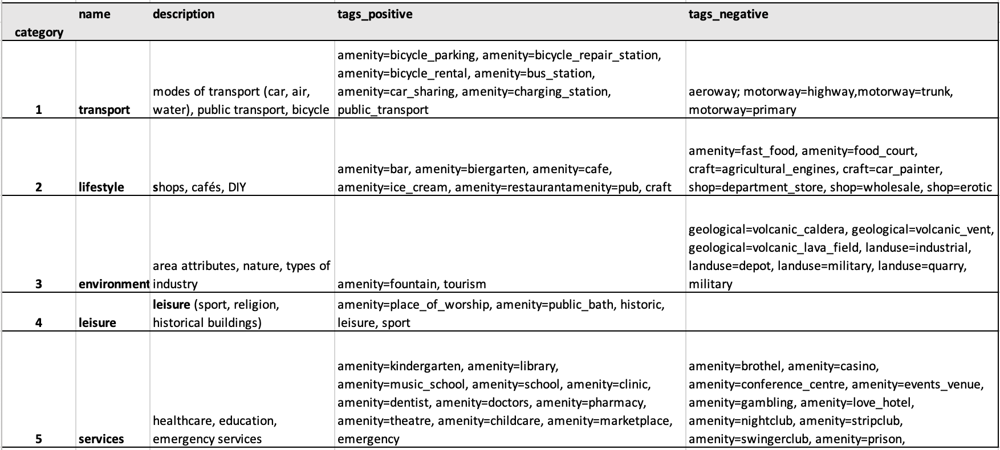 name description tags_positive tags_negative
category
amenity=bicycle_parking, amenity=bicycle_repair_station,
amenity=bicycle_rental, amenity=bus_station,
modes of transport (car, air, amenity=car_sharing, amenity=charging_station, aeroway; motorway=highway,motorway=trunk,
1 transport water), public transport, bicycle public_transport motorway=primary
amenity=fast_food, amenity=food_court,
amenity=bar, amenity=biergarten, amenity=cafe, craft=agricultural_engines, craft=car_painter,
2 lifestyle shops, cafés, DIY amenity=ice_cream, amenity=restaurantamenity=pub, craft shop=department_store, shop=wholesale, shop=erotic
geological=volcanic_caldera, geological=volcanic_vent,
geological=volcanic_lava_field, landuse=industrial,
area attributes, nature, types of landuse=depot, landuse=military, landuse=quarry,
3 environment industry amenity=fountain, tourism military
leisure (sport, religion, amenity=place_of_worship, amenity=public_bath, historic,
4 leisure historical buildings) leisure, sport
amenity=kindergarten, amenity=library, amenity=brothel, amenity=casino,
amenity=music_school, amenity=school, amenity=clinic, amenity=conference_centre, amenity=events_venue,
amenity=dentist, amenity=doctors, amenity=pharmacy, amenity=gambling, amenity=love_hotel,
healthcare, education, amenity=theatre, amenity=childcare, amenity=marketplace, amenity=nightclub, amenity=stripclub,
5 services emergency services emergency amenity=swingerclub, amenity=prison,